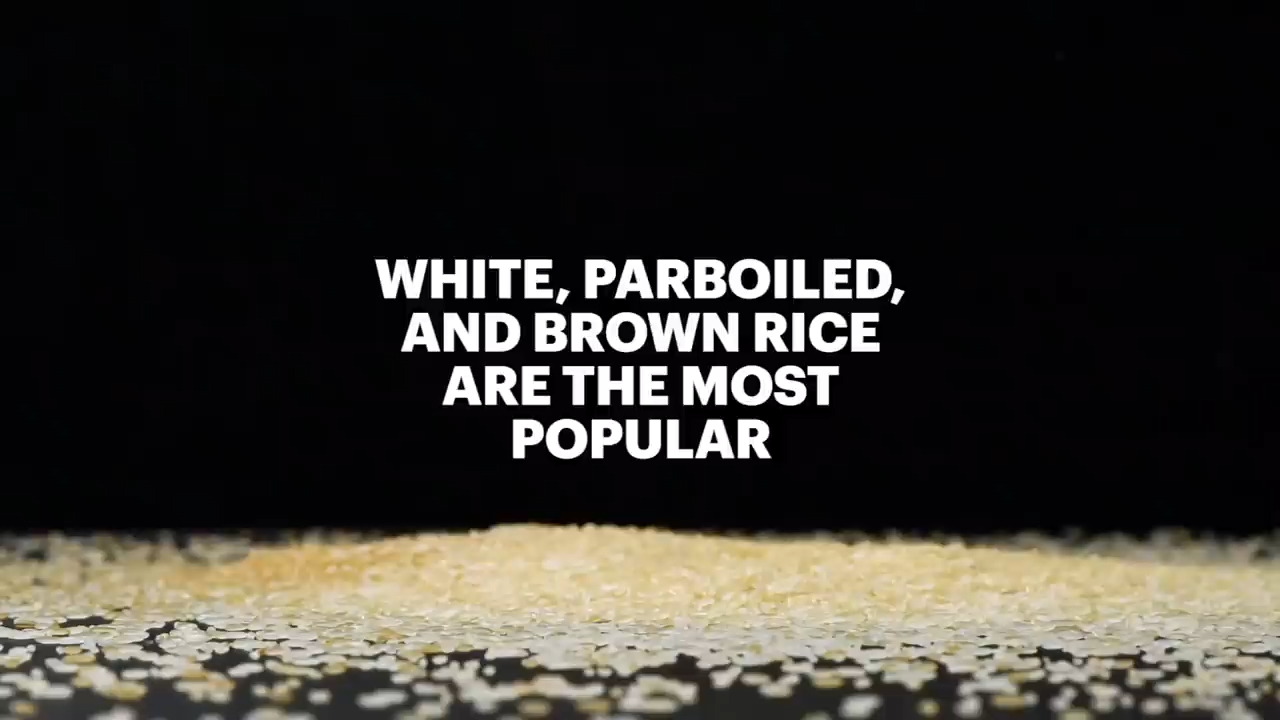 WHITE, PARBOILED,
AND BROWN RICE
ARE THE MOST
POPULAR